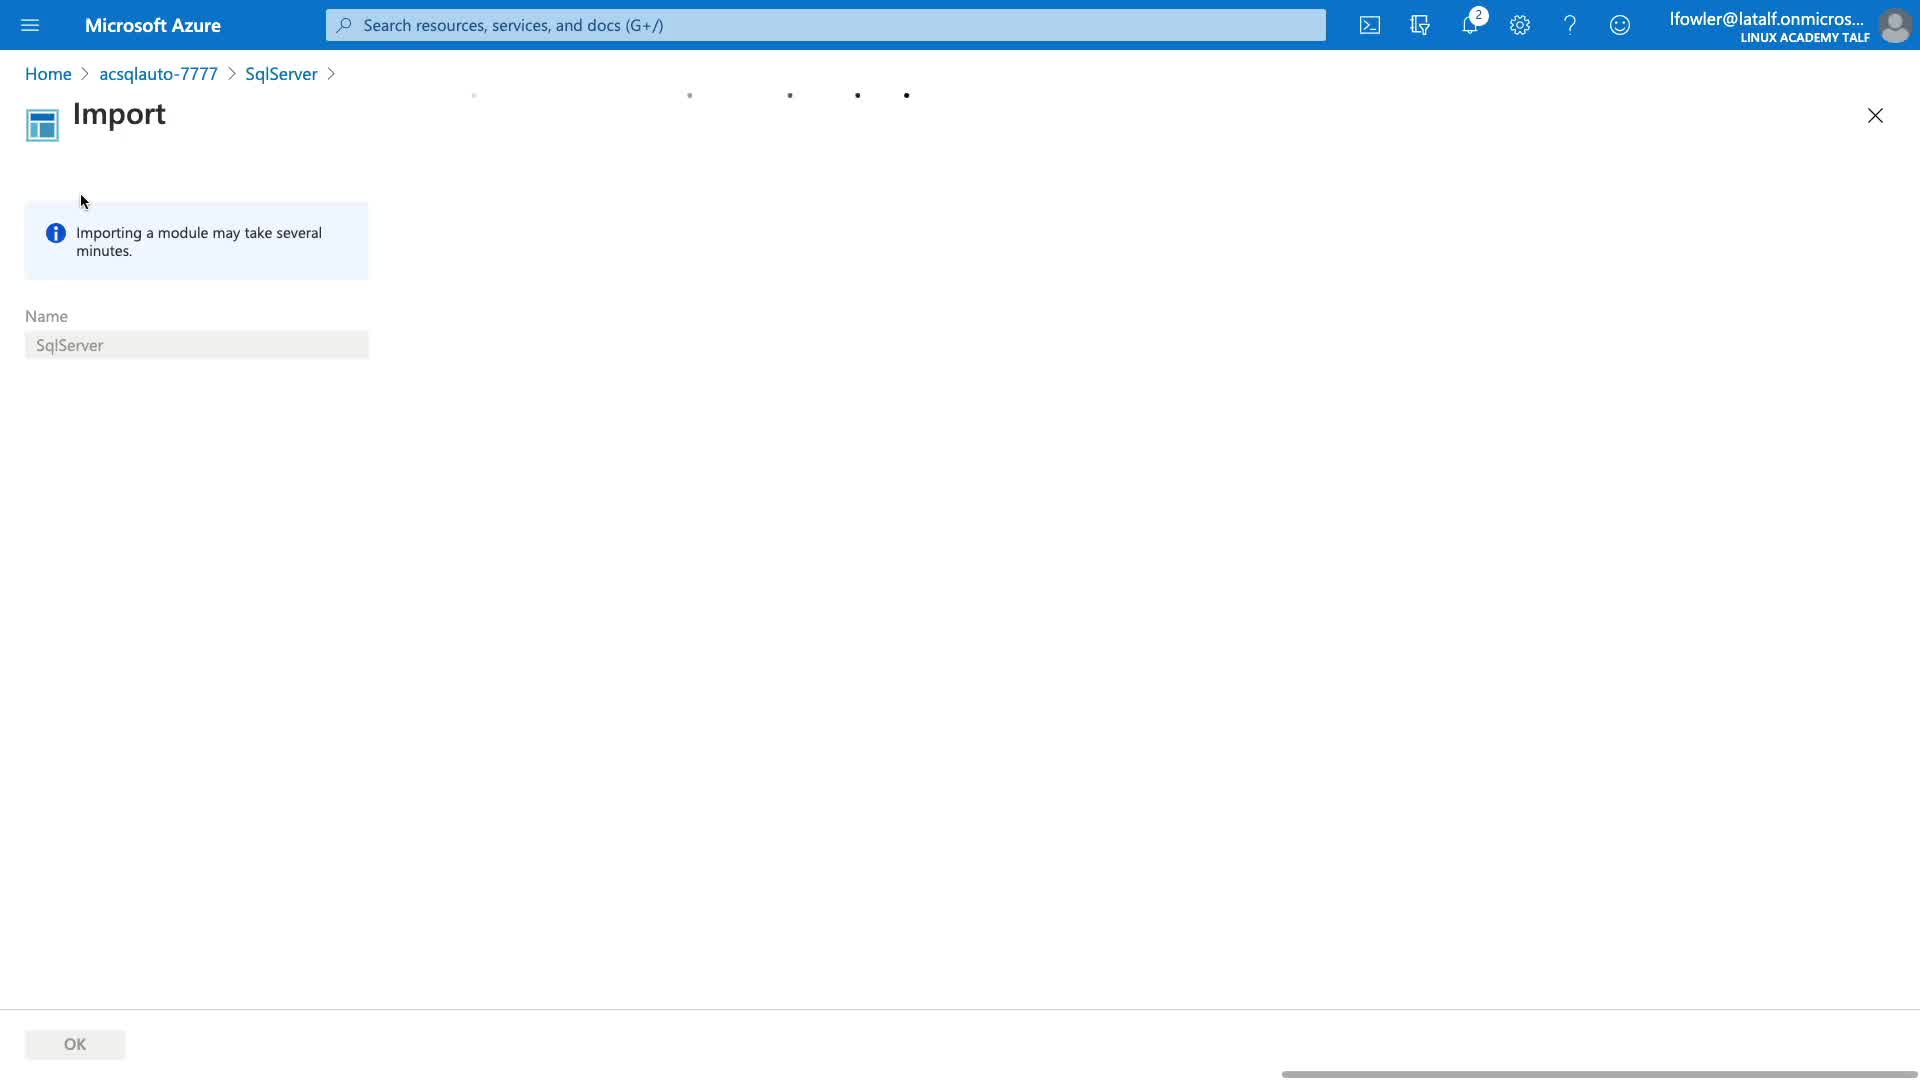 Microsoft Azure
Search resources, services, and docs (G+/)
2
lfowler@latalf.onmicros...
LINUX ACADEMY TALF
Home > acsqlauto-7777 > SqlServer >
Import
Importing a module may take several
minutes.
Name
SqlServer
OK